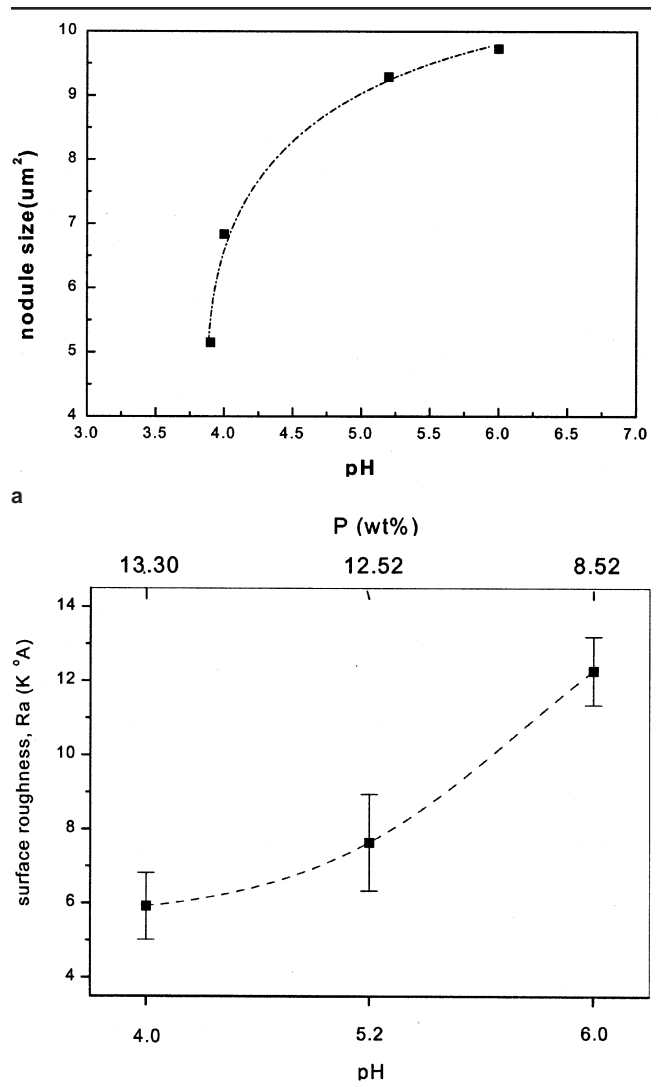 10
9
8
7
6
5
4
nodule size(um²)
3.0 3.5 4.0 4.5 5.0 5.5 6.0 6.5 7.0
pH
a
P (wt%)
13.30 12.52 8.52
14
12
10
8
6
4
surface roughness, Ra (K °A)
4.0 5.2 6.0
pH